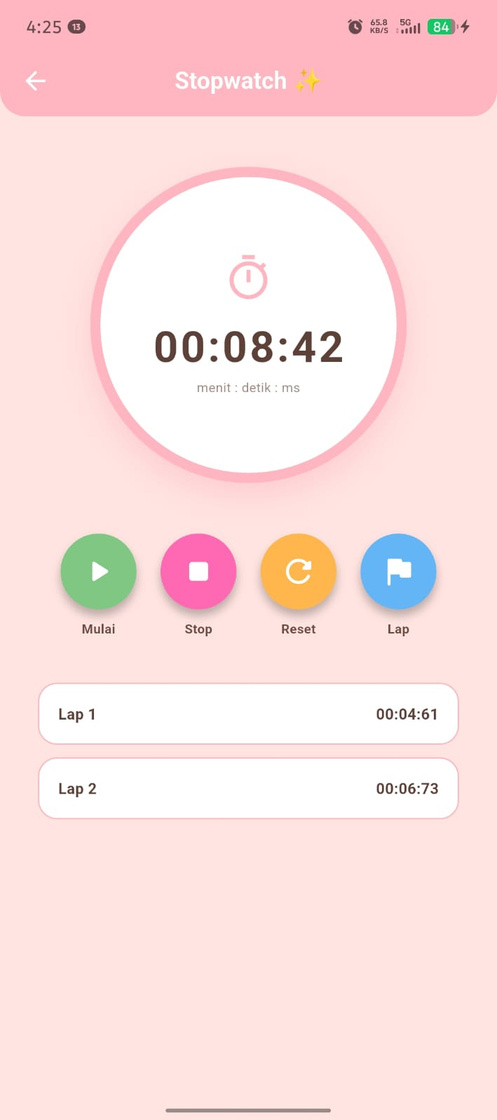 4:25 13 65.8 KB/S 5G 84
Stopwatch ✨
00:08:42
menit : detik : ms
Mulai Stop Reset Lap
Lap 1 00:04:61
Lap 2 00:06:73